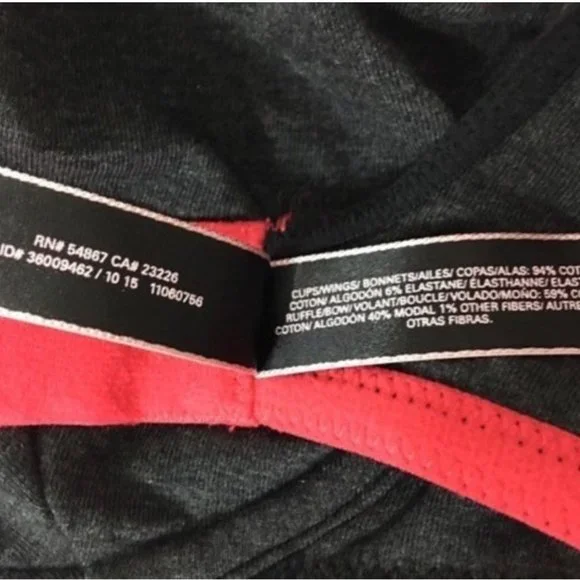 RN# 54867 CA# 23226
ID# 36009462 / 10 15 11060756
CUPS/WINGS/ BONNETS/AILES/ COPAS/ALAS: 94% COT
COTON/ ALGODÓN 6% ELASTANE/ ÉLASTHANNE/ ELAST
RUFFLE/BOW/VOLANT/BOUCLE/VOLADO/MOÑO: 59% CO
COTON/ ALGODÓN 40% MODAL 1% OTHER FIBERS/ AUTRE
OTRAS FIBRAS.